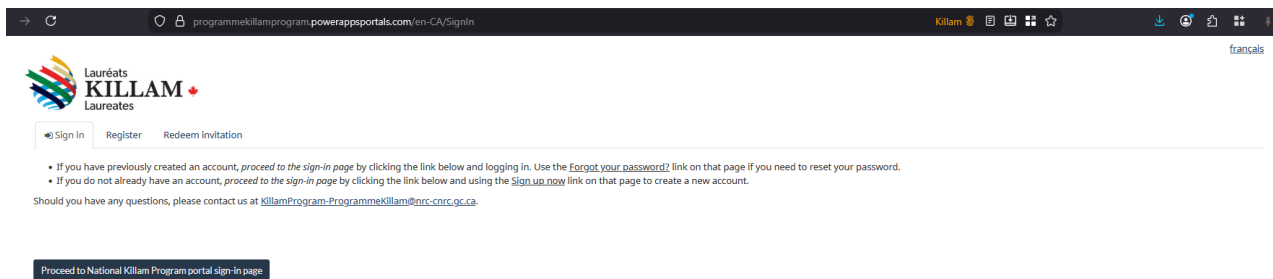 programmekillamprogram.powerappsportals.com/en-CA/SignIn
Killam
français
Lauréats
KILLAM
Laureates
Sign in Register Redeem invitation
• If you have previously created an account, proceed to the sign-in page by clicking the link below and logging in. Use the Forgot your password? link on that page if you need to reset your password.
• If you do not already have an account, proceed to the sign-in page by clicking the link below and using the Sign up now link on that page to create a new account.
Should you have any questions, please contact us at KillamProgram-ProgrammeKillam@nrc-cnrc.gc.ca.
Proceed to National Killam Program portal sign-in page